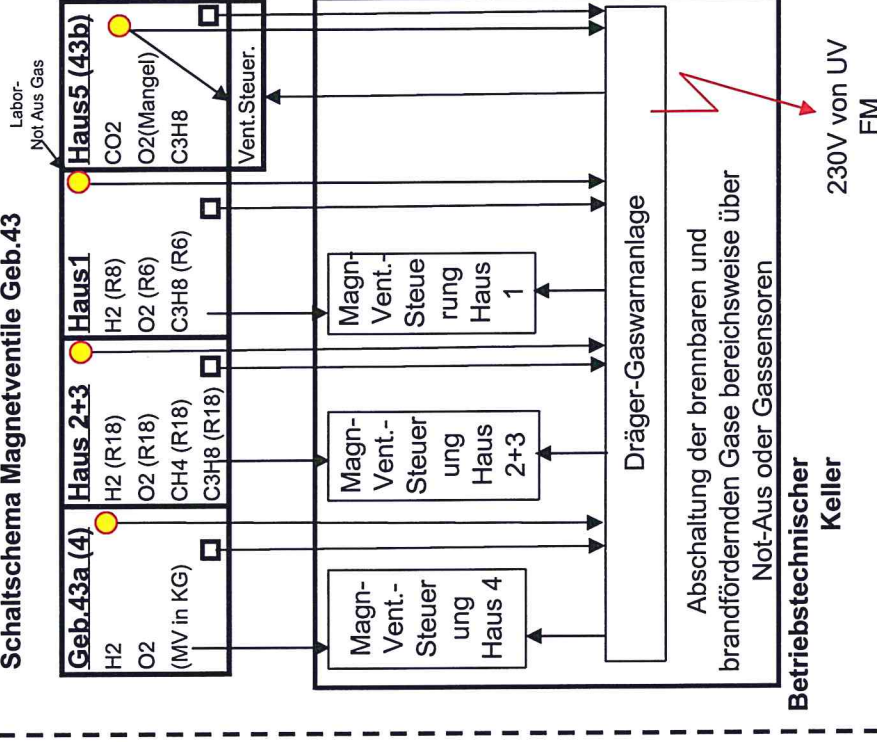 Schaltschema Magnetventile Geb.43
Labor-
Not Aus Gas
Geb.43a (4)
H2
O2
(MV in KG)
Haus 2+3
H2 (R18)
O2 (R18)
CH4 (R18)
C3H8 (R18)
Haus1
H2 (R8)
O2 (R6)
C3H8 (R6)
Haus5 (43b)
CO2
O2(Mangel)
C3H8
Vent.Steuer.
Magn-
Vent.-
Steuer
ung
Haus 4
Magn-
Vent.-
Steuer
ung
Haus
2+3
Magn-
Vent.-
Steue
rung
Haus
1
Dräger-Gaswarnanlage
Abschaltung der brennbaren und
brandfördernden Gase bereichsweise über
Not-Aus oder Gassensoren
Betriebstechnischer
Keller
230V von UV
FM